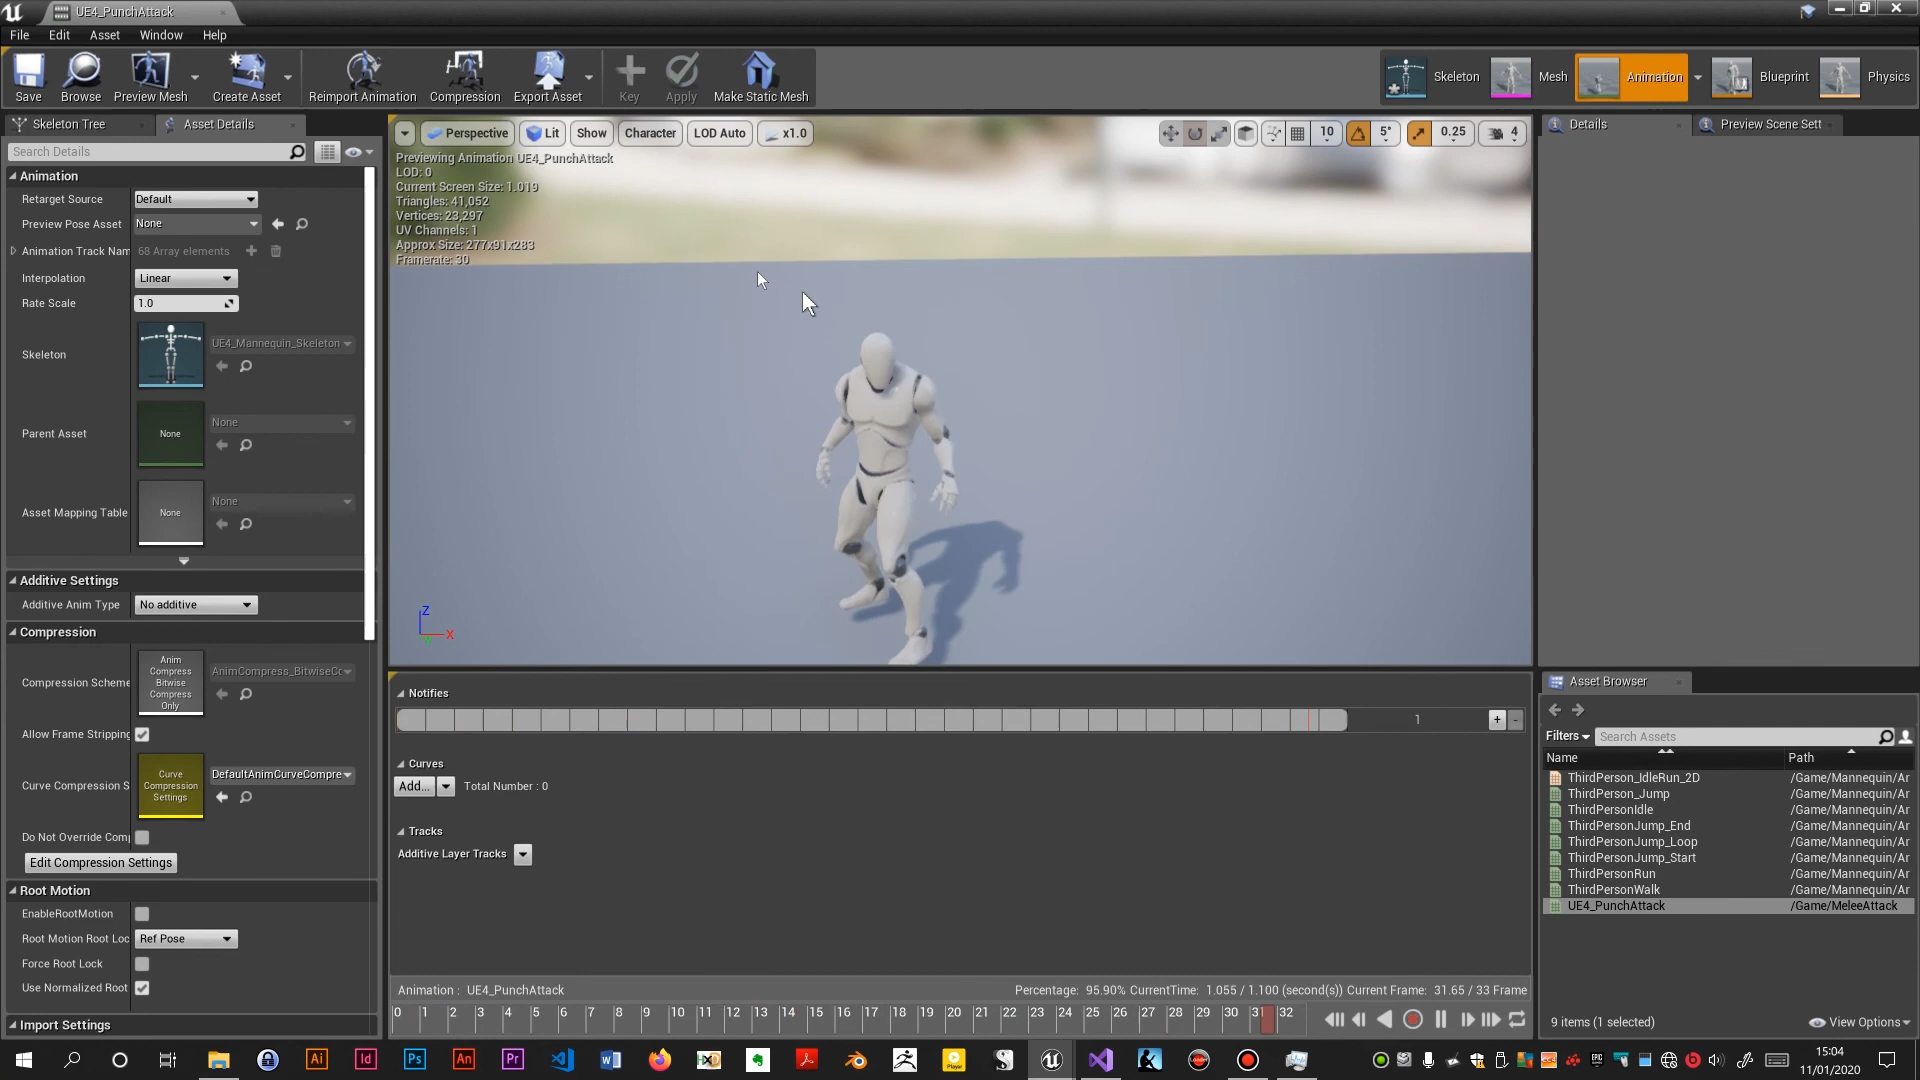 UE4_PunchAttack
File Edit Asset Window Help
Save Browse Preview Mesh Create Asset Reimport Animation Compression Export Asset Key Apply Make Static Mesh
Skeleton Mesh Animation Blueprint Physics
Skeleton Tree Asset Details
Search Details
Animation
Retarget Source Default
Preview Pose Asset None
Animation Track Nam 68 Array elements
Interpolation Linear
Rate Scale 1.0
Skeleton UE4_Mannequin_Skeleton
Parent Asset None None
Asset Mapping Table None None
Additive Settings
Additive Anim Type No additive
Compression
Compression Scheme Anim Compress Bitwise Compress Only AnimCompress_BitwiseCc
Allow Frame Stripping
Curve Compression S Curve Compression Settings DefaultAnimCurveCompre
Do Not Override Comp
Edit Compression Settings
Root Motion
EnableRootMotion
Root Motion Root Loc Ref Pose
Force Root Lock
Use Normalized Root
Import Settings
Perspective Lit Show Character LOD Auto x1.0
10 5° 0.25 4
Previewing Animation UE4_PunchAttack
LOD: 0
Current Screen Size: 1.019
Triangles: 41,052
Vertices: 23,297
UV Channels: 1
Approx Size: 277x91x283
Framerate: 30
Z
X
Notifies
1
Curves
Add... Total Number : 0
Tracks
Additive Layer Tracks
Animation : UE4_PunchAttack Percentage: 95.90% CurrentTime: 1.055 / 1.100 (second(s)) Current Frame: 31.65 / 33 Frame
0 1 2 3 4 5 6 7 8 9 10 11 12 13 14 15 16 17 18 19 20 21 22 23 24 25 26 27 28 29 30 31 32
Details Preview Scene Sett
Asset Browser
Filters Search Assets
Name Path
ThirdPerson_IdleRun_2D /Game/Mannequin/Ar
ThirdPerson_Jump /Game/Mannequin/Ar
ThirdPersonIdle /Game/Mannequin/Ar
ThirdPersonJump_End /Game/Mannequin/Ar
ThirdPersonJump_Loop /Game/Mannequin/Ar
ThirdPersonJump_Start /Game/Mannequin/Ar
ThirdPersonRun /Game/Mannequin/Ar
ThirdPersonWalk /Game/Mannequin/Ar
UE4_PunchAttack /Game/MeleeAttack
9 items (1 selected) View Options
Ai Id Ps An Pr
15:04
11/01/2020